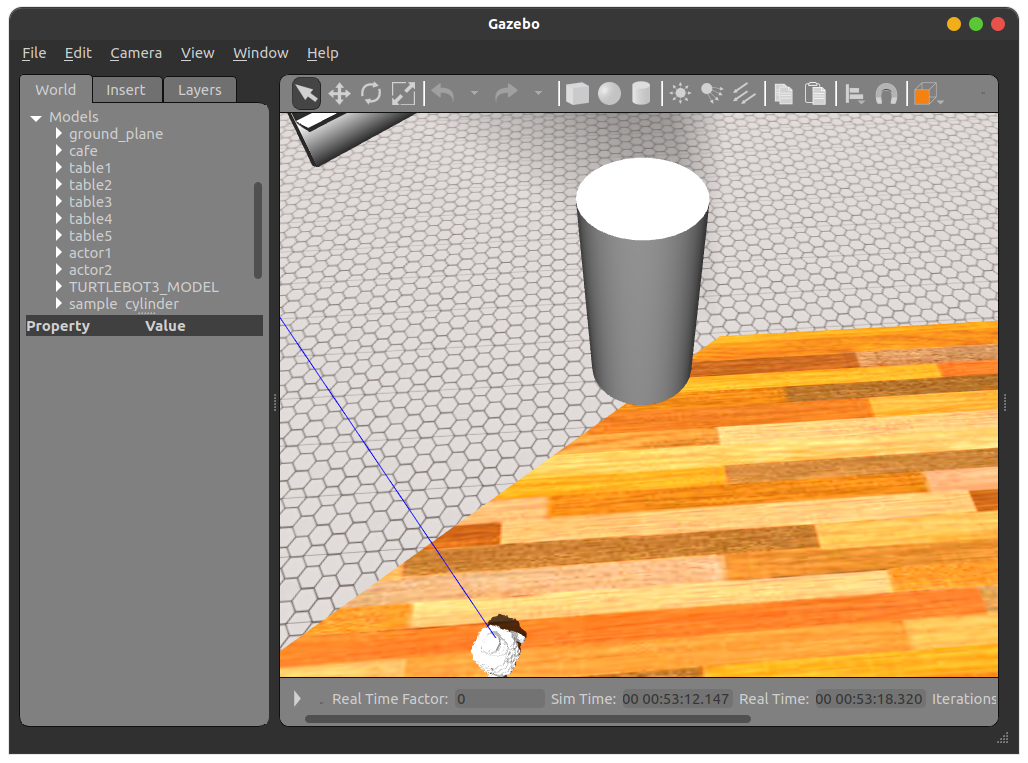 Gazebo
File Edit Camera View Window Help
World Insert Layers
Models
ground_plane
cafe
table1
table2
table3
table4
table5
actor1
actor2
TURTLEBOT3_MODEL
sample_cylinder
Property Value
Real Time Factor: 0 Sim Time: 00 00:53:12.147 Real Time: 00 00:53:18.320 Iterations